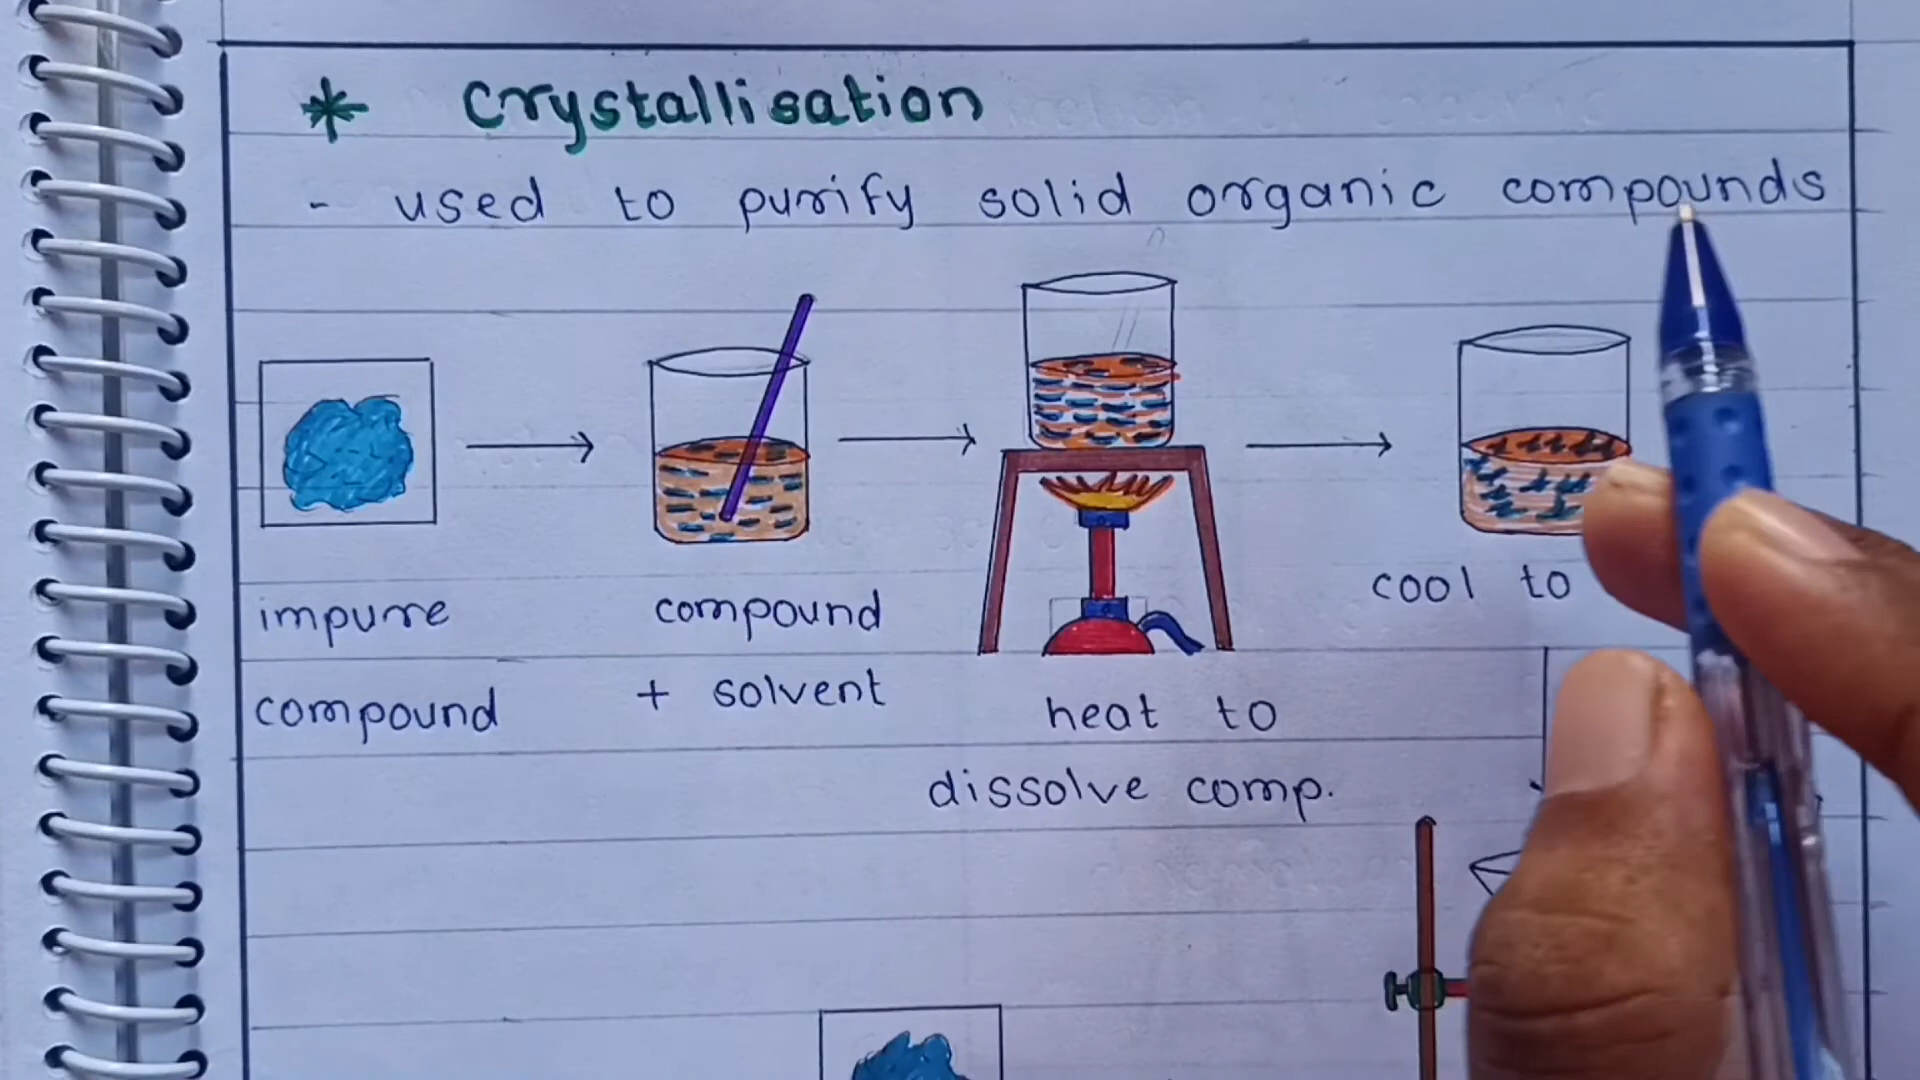 * Crystallisation
- used to purify solid organic compounds
impure
compound
compound
+ solvent
heat to
dissolve comp.
cool to